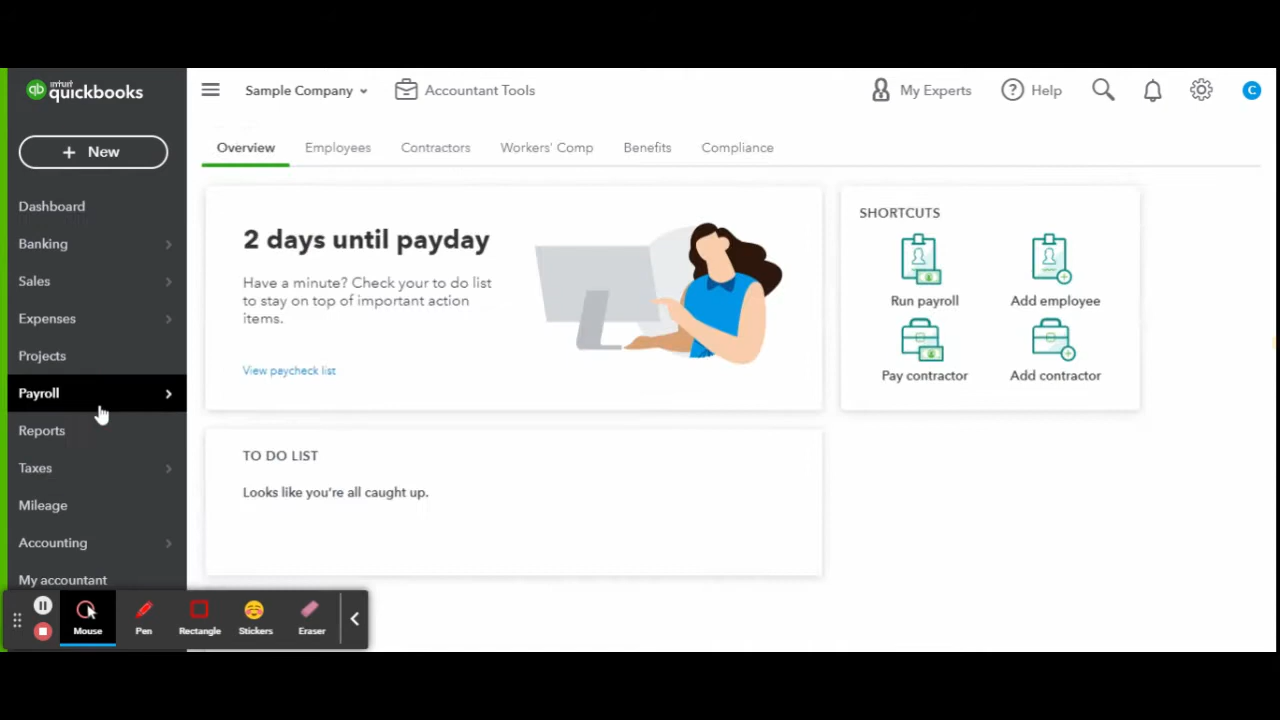 intuit
quickbooks
Sample Company
Accountant Tools
My Experts
Help
C
+ New
Overview
Employees
Contractors
Workers' Comp
Benefits
Compliance
Dashboard
Banking
Sales
Expenses
Projects
Payroll
Reports
Taxes
Mileage
Accounting
My accountant
2 days until payday
Have a minute? Check your to do list
to stay on top of important action
items.
View paycheck list
SHORTCUTS
Run payroll
Add employee
Pay contractor
Add contractor
TO DO LIST
Looks like you're all caught up.
Mouse
Pen
Rectangle
Stickers
Eraser